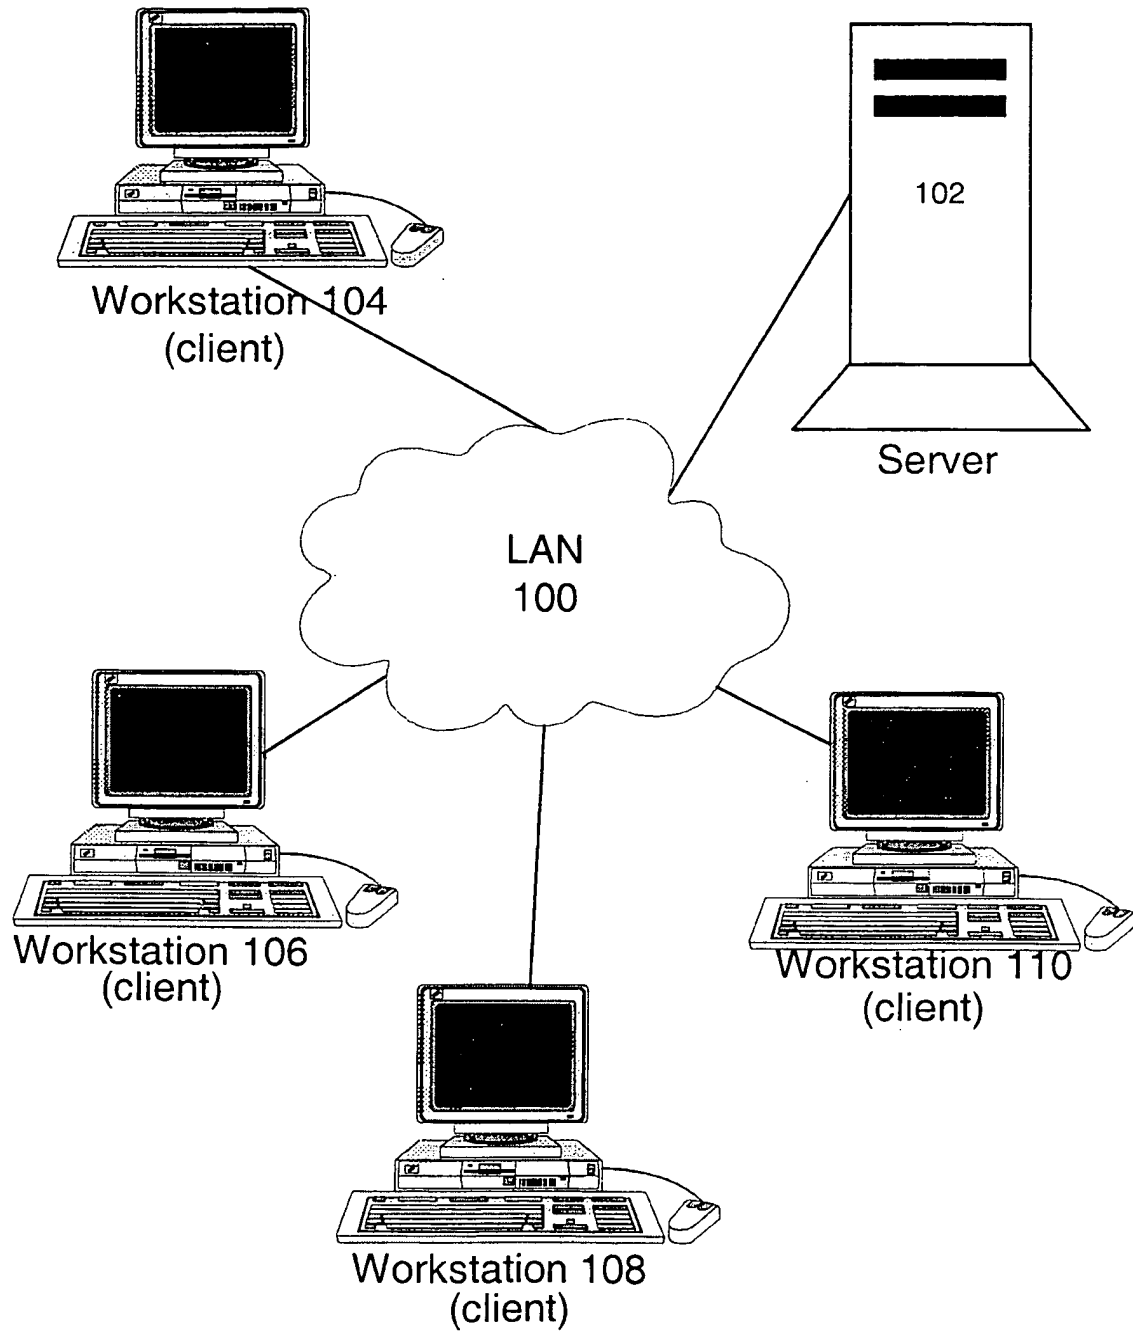 Workstation 104
(client)
102
Server
LAN
100
Workstation 106
(client)
Workstation 110
(client)
Workstation 108
(client)